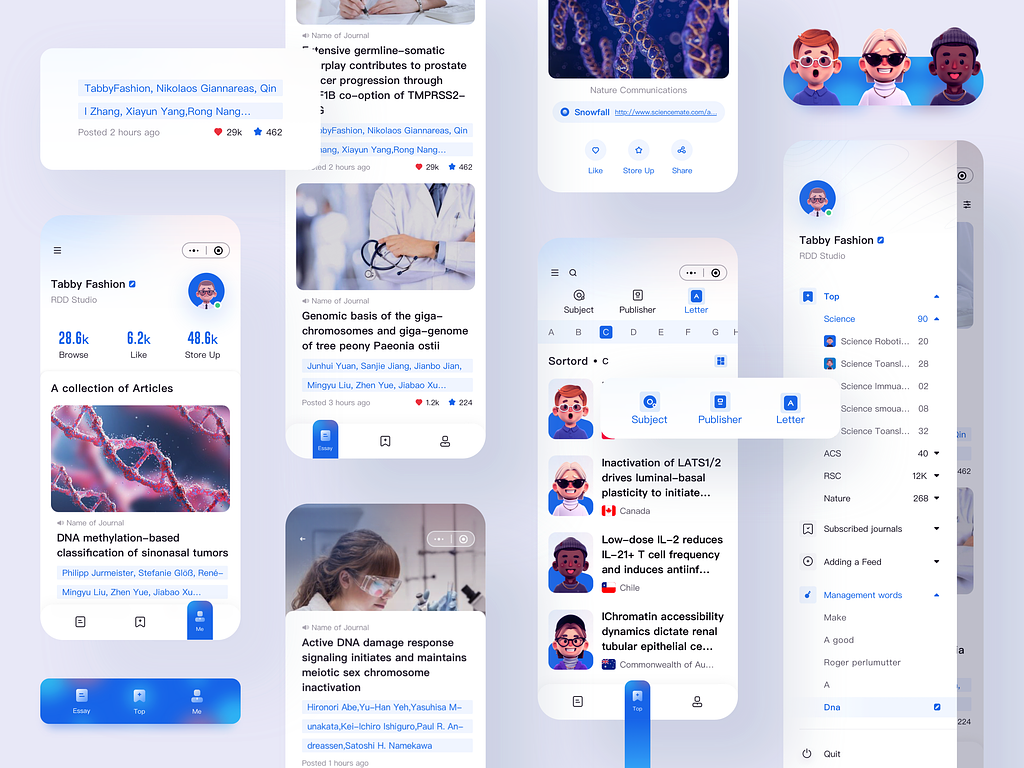 TabbyFashion, Nikolaos Giannareas, Qin
l Zhang, Xiayun Yang,Rong Nang...
Posted 2 hours ago
29k
462
Tabby Fashion
RDD Studio
28.6k
6.2k
48.6k
Browse
Like
Store Up
A collection of Articles
Name of Journal
DNA methylation-based
classification of sinonasal tumors
Philipp Jurmeister, Stefanie Glöß, René-
Mingyu Liu, Zhen Yue, Jiabao Xu...
Me
Essay
Top
Me
Name of Journal
tensive germline-somatic
rplay contributes to prostate
cer progression through
F1B co-option of TMPRSS2-
G
byFashion, Nikolaos Giannareas, Qin
hang, Xiayun Yang,Rong Nang...
ted 2 hours ago
29k
462
Name of Journal
Genomic basis of the giga-
chromosomes and giga-genome
of tree peony Paeonia ostii
Junhui Yuan, Sanjie Jiang, Jianbo Jian,
Mingyu Liu, Zhen Yue, Jiabao Xu...
Posted 3 hours ago
1.2k
224
Essay
Name of Journal
Active DNA damage response
signaling initiates and maintains
meiotic sex chromosome
inactivation
Hironori Abe,Yu-Han Yeh,Yasuhisa M-
unakata,Kei-Ichiro Ishiguro,Paul R. An-
dreassen,Satoshi H. Namekawa
Posted 1 hours ago
Nature Communications
Snowfall
http://www.sciencemate.com/a...
Like
Store Up
Share
Subject
Publisher
Letter
A
B
C
D
E
F
G
H
Sortord • C
Subject
Publisher
Letter
Inactivation of LATS1/2
drives luminal-basal
plasticity to initiate...
Canada
Low-dose IL-2 reduces
IL-21+ T cell frequency
and induces antiinf...
Chile
IChromatin accessibility
dynamics dictate renal
tubular epithelial ce...
Commonwealth of Au...
Top
Tabby Fashion
RDD Studio
Top
Science
90
Science Roboti...
20
Science Toansl...
28
Science Immua...
02
Science smoua...
08
Science Toansl...
32
ACS
40
RSC
12K
Nature
268
Subscribed journals
Adding a Feed
Management words
Make
A good
Roger perlumutter
A
Dna
Quit
Qin
462
ia
224